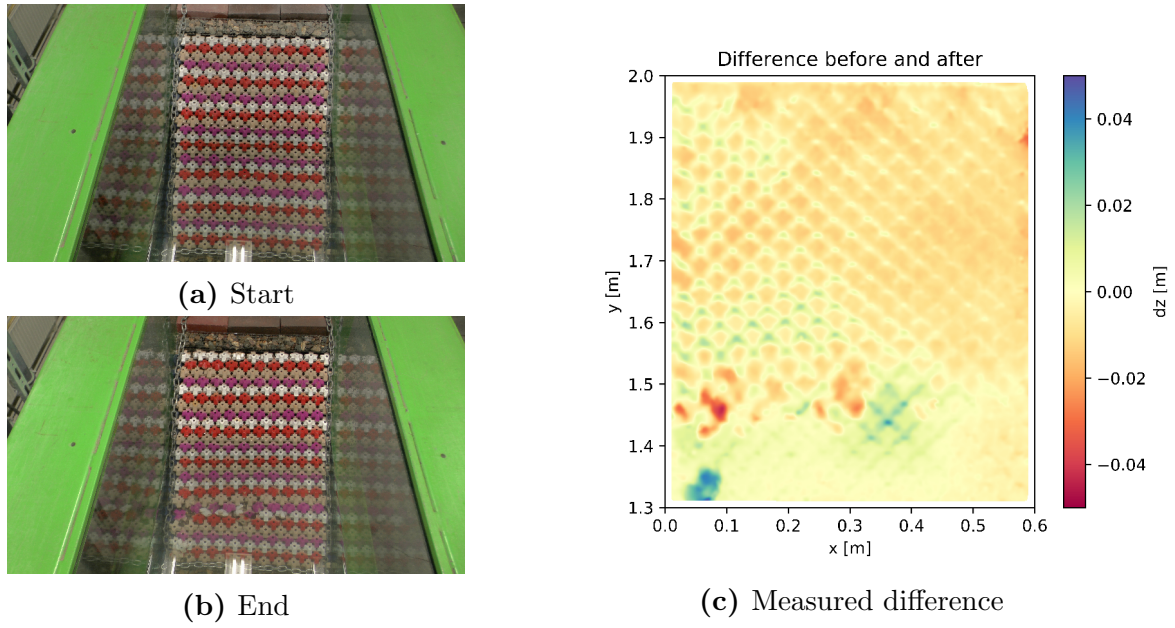 (a) Start
(b) End
Difference before and after
y [m]
2.0
1.9
1.8
1.7
1.6
1.5
1.4
1.3
0.0 0.1 0.2 0.3 0.4 0.5 0.6
x [m]
0.04
0.02
0.00
−0.02
−0.04
dz [m]
(c) Measured difference